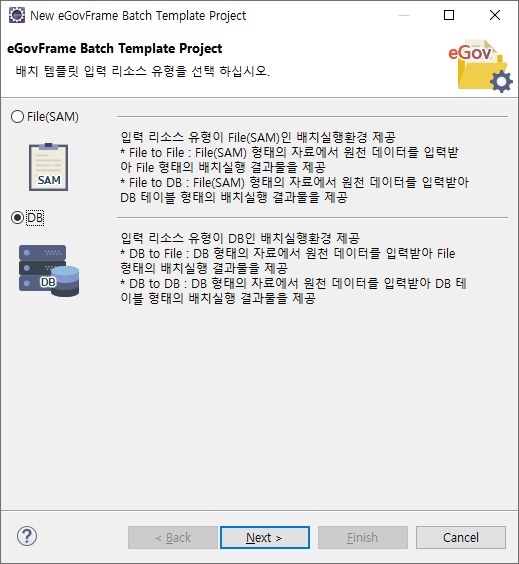 New eGovFrame Batch Template Project
eGovFrame Batch Template Project
배치 템플릿 입력 리소스 유형을 선택 하십시오.
eGov
File(SAM)
입력 리소스 유형이 File(SAM)인 배치실행환경 제공
* File to File : File(SAM) 형태의 자료에서 원천 데이터를 입력받
아 File 형태의 배치실행 결과물을 제공
* File to DB : File(SAM) 형태의 자료에서 원천 데이터를 입력받아
DB 테이블 형태의 배치실행 결과물을 제공
SAM
DB
입력 리소스 유형이 DB인 배치실행환경 제공
* DB to File : DB 형태의 자료에서 원천 데이터를 입력받아 File
형태의 배치실행 결과물을 제공
* DB to DB : DB 형태의 자료에서 원천 데이터를 입력받아 DB 테
이블 형태의 배치실행 결과물을 제공
DB
?
< Back
Next >
Finish
Cancel